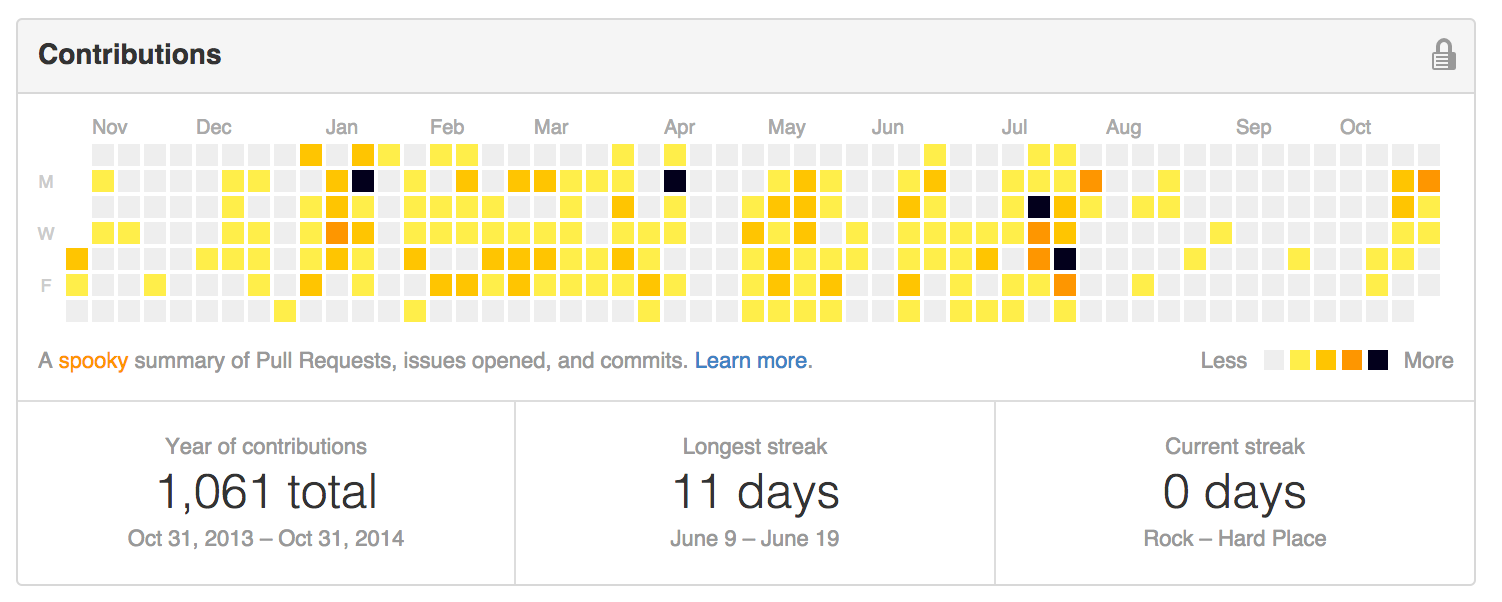 Contributions
Nov Dec Jan Feb Mar Apr May Jun Jul Aug Sep Oct
M
W
F
A spooky summary of Pull Requests, issues opened, and commits. Learn more. Less More
Year of contributions
1,061 total
Oct 31, 2013 – Oct 31, 2014
Longest streak
11 days
June 9 – June 19
Current streak
0 days
Rock – Hard Place